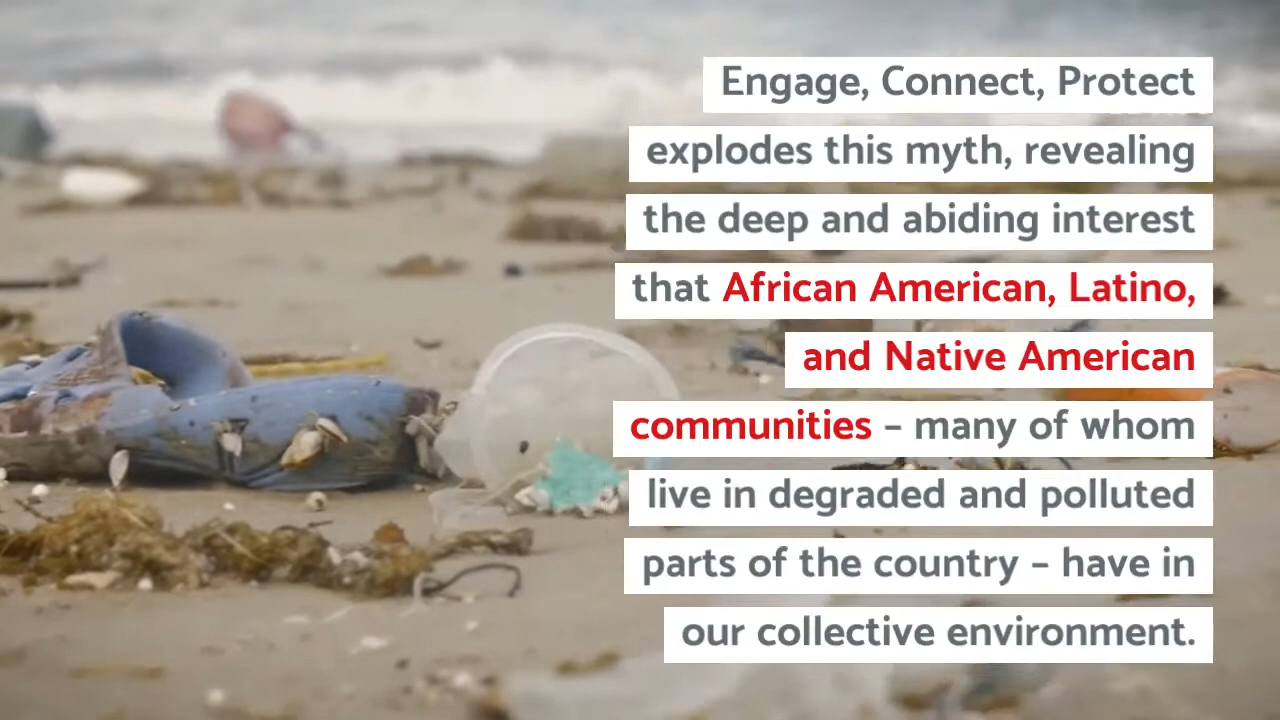 Engage, Connect, Protect
explodes this myth, revealing
the deep and abiding interest
that African American, Latino,
and Native American
communities – many of whom
live in degraded and polluted
parts of the country – have in
our collective environment.